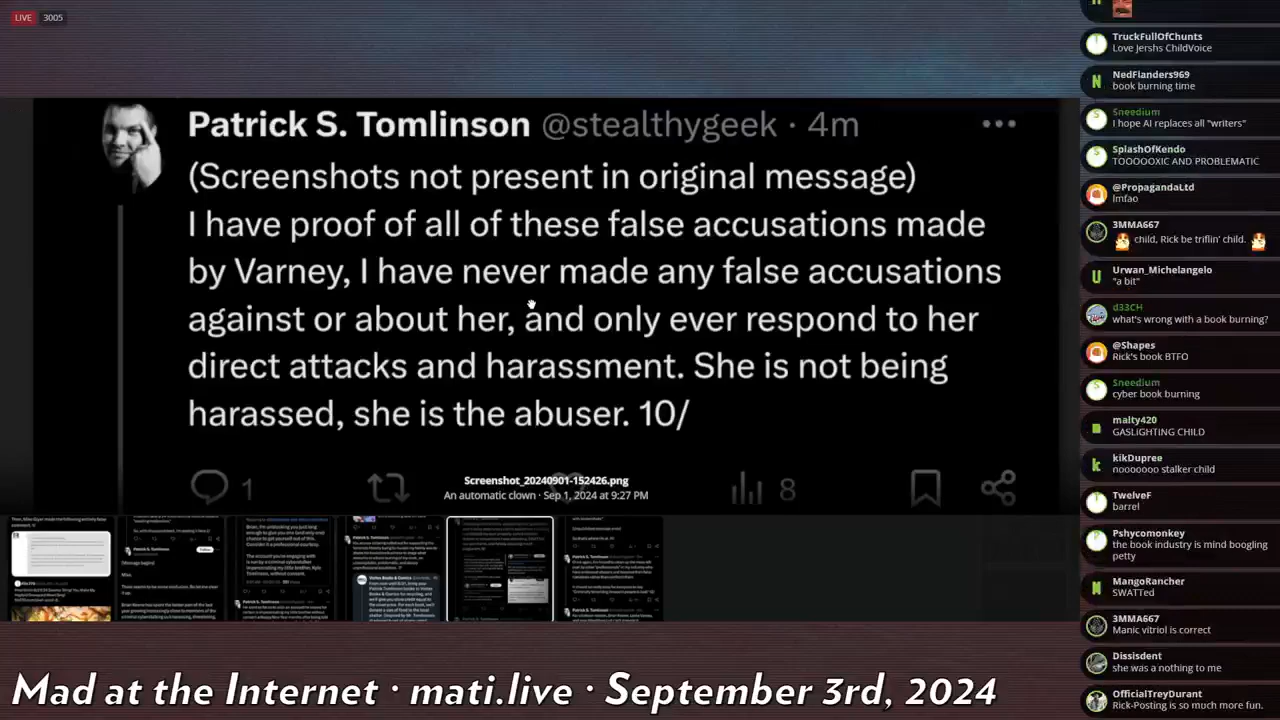 LIVE 3005
Patrick S. Tomlinson @stealthygeek · 4m
(Screenshots not present in original message)
I have proof of all of these false accusations made
by Varney, I have never made any false accusations
against or about her, and only ever respond to her
direct attacks and harassment. She is not being
harassed, she is the abuser. 10/
1
8
Screenshot_20240901-152426.png
An automatic clown · Sep 1, 2024 at 9:27 PM
Mad at the Internet · mati.live · September 3rd, 2024
TruckFullOfChunts
Love Jershs ChildVoice
NedFlanders969
book burning time
Sneedium
I hope AI replaces all "writers"
SplashOfKendo
TOOOOOXIC AND PROBLEMATIC
@PropagandaLtd
lmfao
3MMA667
child, Rick be triflin' child.
Urwan_Michelangelo
"a bit"
d33CH
what's wrong with a book burning?
@Shapes
Rick's book BTFO
Sneedium
cyber book burning
malty420
GASLIGHTING CHILD
kikDupree
nooooooo stalker child
TwelveF
barrel
the book industry is mindbogglingly
petty
SWATTed
3MMA667
Manic vitriol is correct
Dissisdent
she was a nothing to me
OfficialTreyDurant
Rick-Posting is so much more fun.